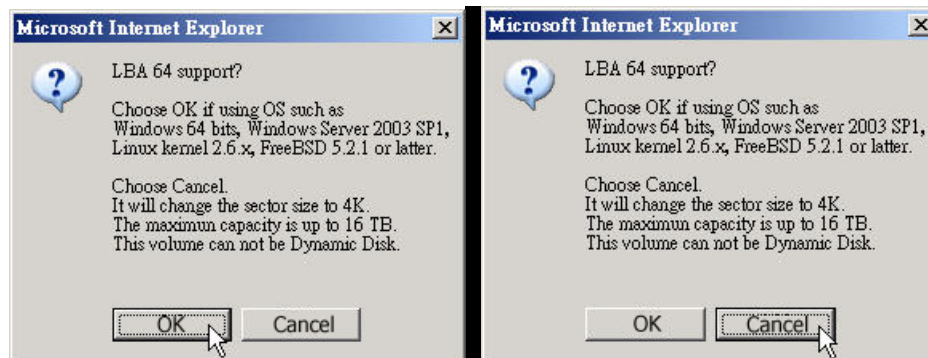 Microsoft Internet Explorer
LBA 64 support?
Choose OK if using OS such as
Windows 64 bits, Windows Server 2003 SP1,
Linux kernel 2.6.x, FreeBSD 5.2.1 or latter.
Choose Cancel.
It will change the sector size to 4K.
The maximun capacity is up to 16 TB.
This volume can not be Dynamic Disk.
OK Cancel
Microsoft Internet Explorer
LBA 64 support?
Choose OK if using OS such as
Windows 64 bits, Windows Server 2003 SP1,
Linux kernel 2.6.x, FreeBSD 5.2.1 or latter.
Choose Cancel.
It will change the sector size to 4K.
The maximun capacity is up to 16 TB.
This volume can not be Dynamic Disk.
OK Cancel